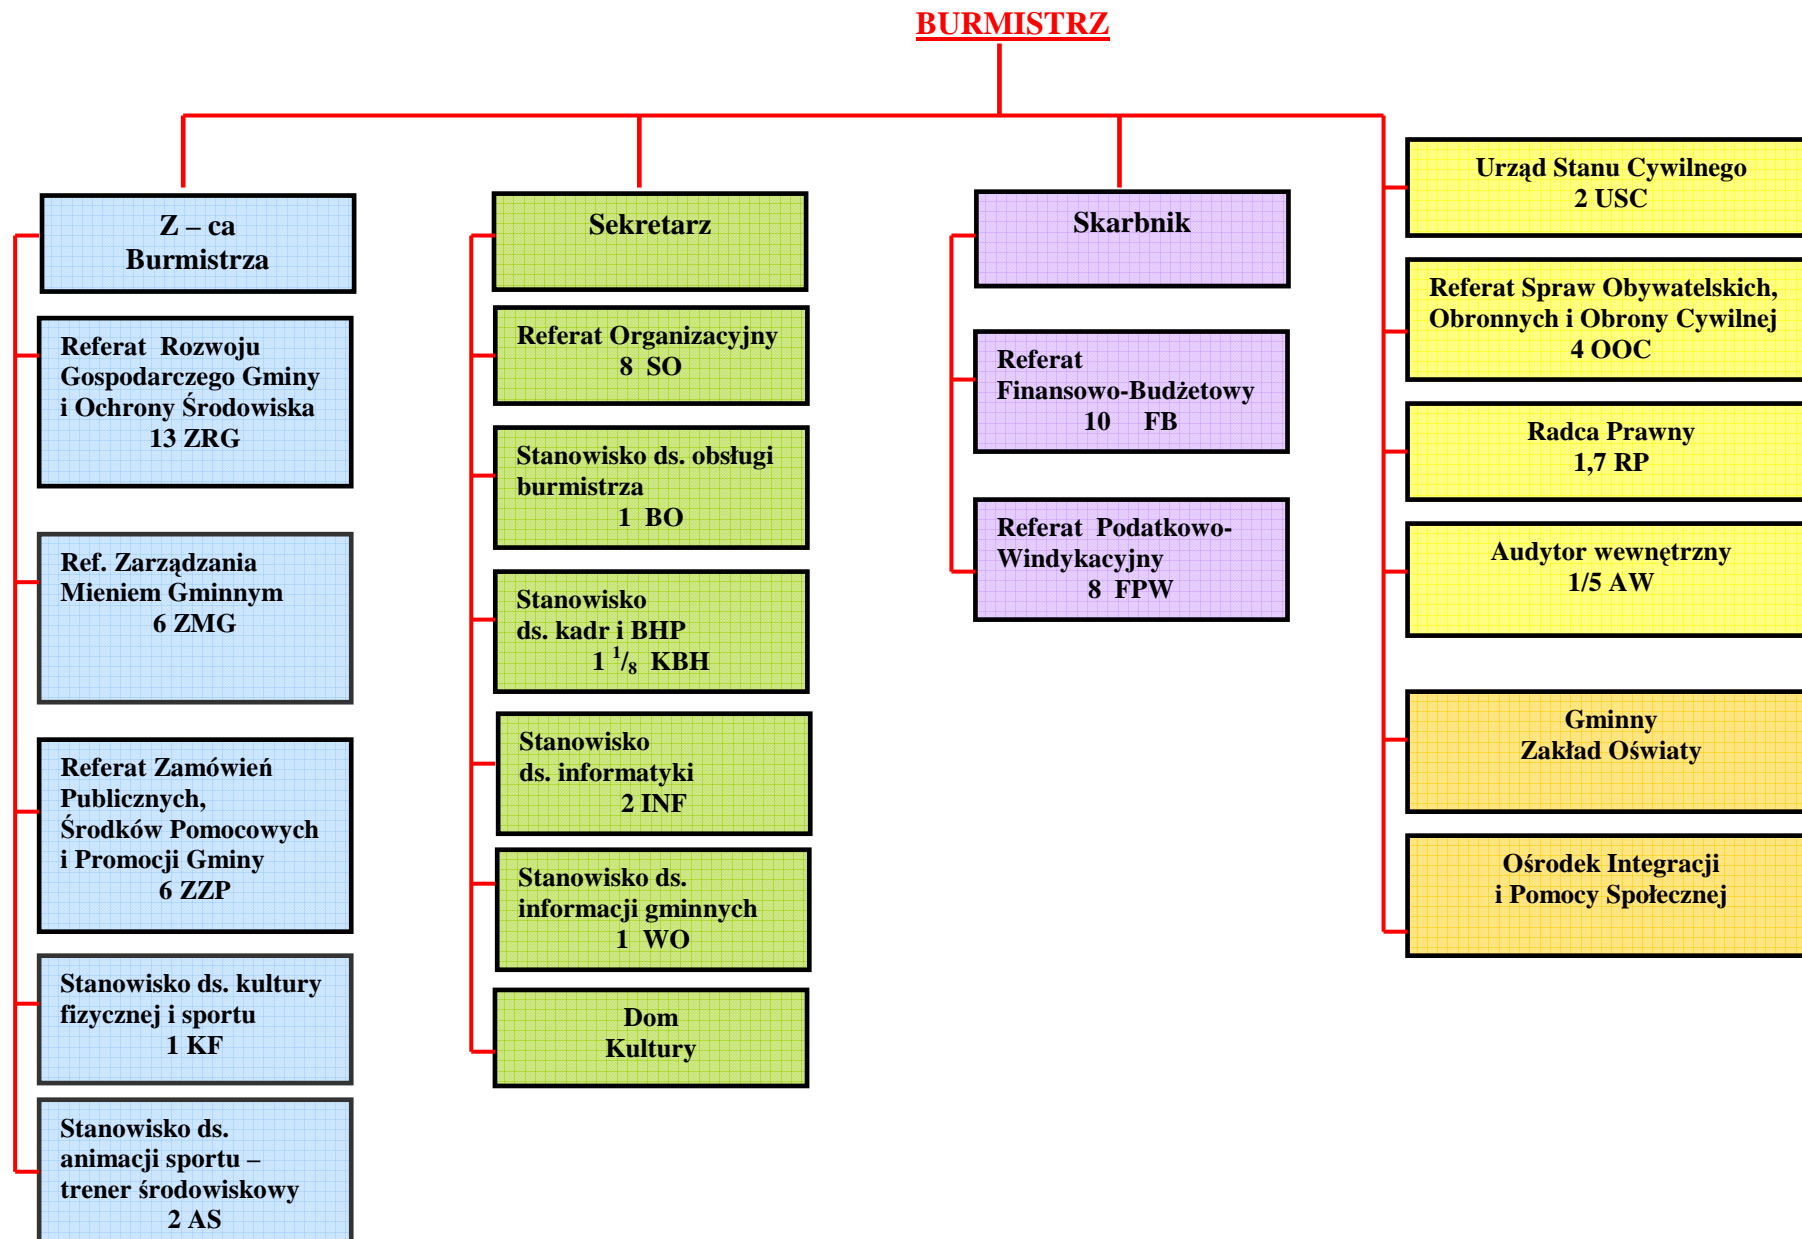 BURMISTRZ
Z – ca
Burmistrza
Referat Rozwoju
Gospodarczego Gminy
i Ochrony Środowiska
13 ZRG
Ref. Zarządzania
Mieniem Gminnym
6 ZMG
Referat Zamówień
Publicznych,
Środków Pomocowych
i Promocji Gminy
6 ZZP
Stanowisko ds. kultury
fizycznej i sportu
1 KF
Stanowisko ds.
animacji sportu –
trener środowiskowy
2 AS
Sekretarz
Referat Organizacyjny
8 SO
Stanowisko ds. obsługi
burmistrza
1 BO
Stanowisko
ds. kadr i BHP
1 1/8 KBH
Stanowisko
ds. informatyki
2 INF
Stanowisko ds.
informacji gminnych
1 WO
Dom
Kultury
Skarbnik
Referat
Finansowo-Budżetowy
10 FB
Referat Podatkowo-
Windykacyjny
8 FPW
Urząd Stanu Cywilnego
2 USC
Referat Spraw Obywatelskich,
Obronnych i Obrony Cywilnej
4 OOC
Radca Prawny
1,7 RP
Audytor wewnętrzny
1/5 AW
Gminny
Zakład Oświaty
Ośrodek Integracji
i Pomocy Społecznej